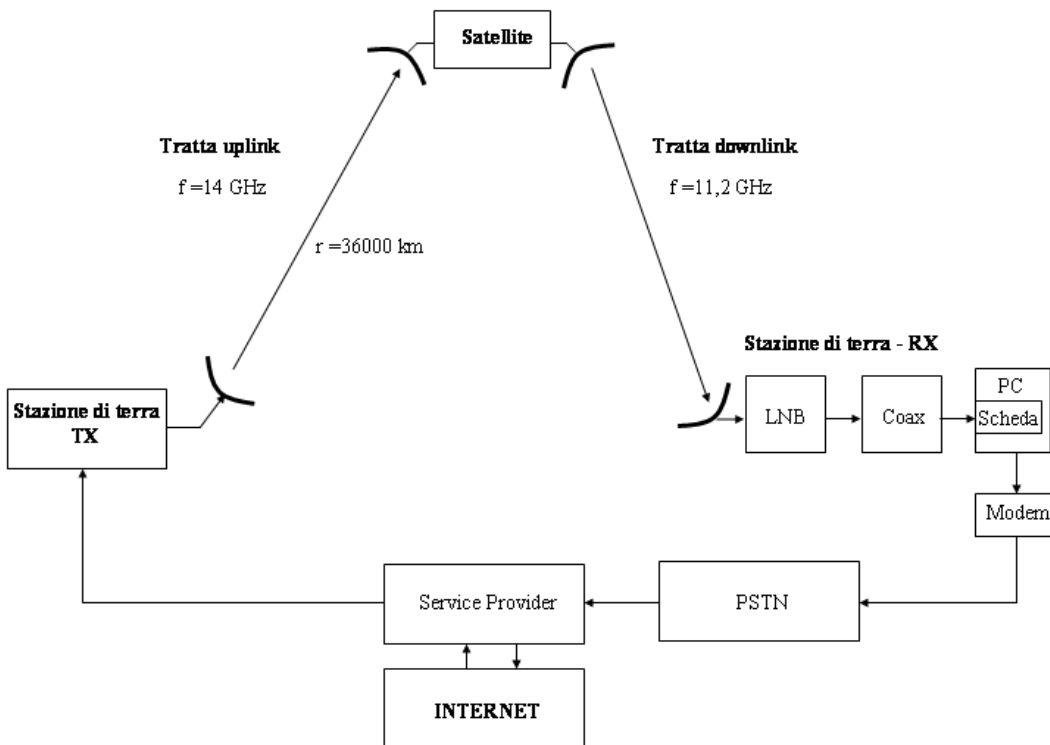 Satellite
Tratta uplink
f =14 GHz
r =36000 km
Tratta downlink
f =11,2 GHz
Stazione di terra - RX
Stazione di terra
TX
LNB
Coax
PC
Scheda
Modem
Service Provider
PSTN
INTERNET